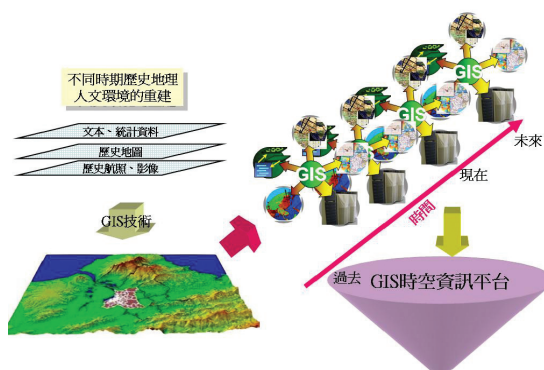 不同時期歷史地理
人文環境的重建
文本、統計資料
歷史地圖
歷史航照、影像
GIS技術
GIS
GIS
GIS
未來
現在
時間
過去
GIS時空資訊平台